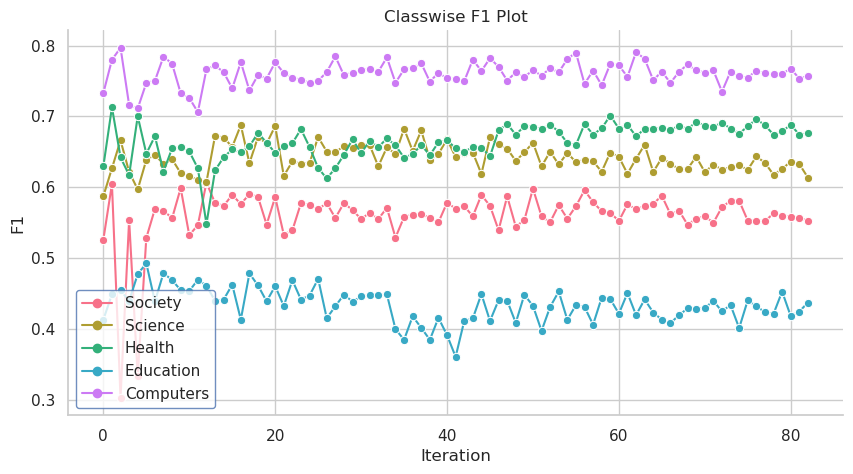 Classwise F1 Plot
F1
0.8
0.7
0.6
0.5
0.4
0.3
Society
Science
Health
Education
Computers
0
20
40
60
80
Iteration